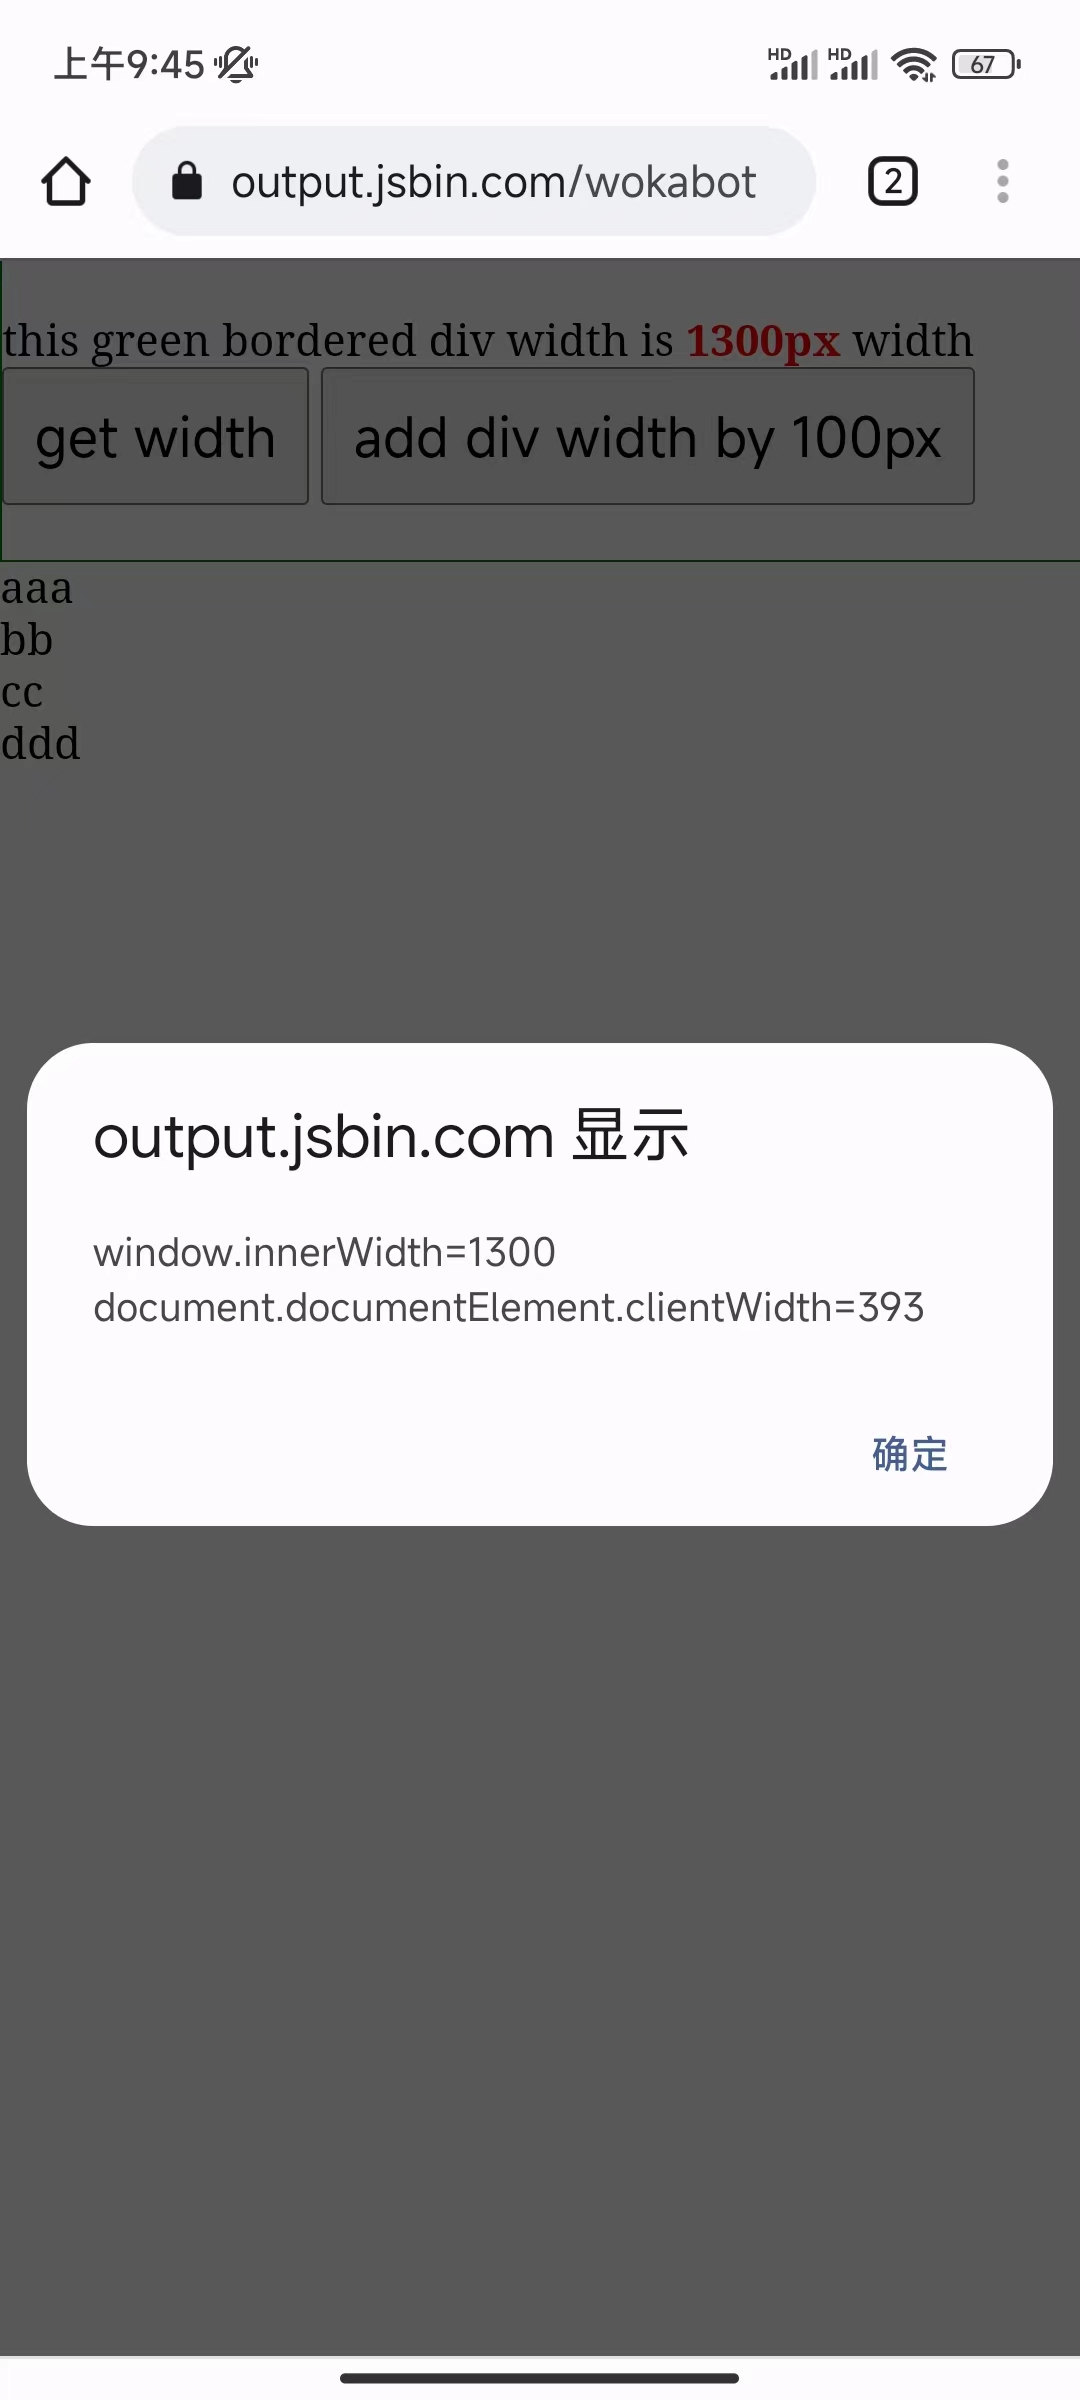 上午9:45 HD HD 67
output.jsbin.com/wokabot 2
this green bordered div width is 1300px width
get width add div width by 100px
aaa
bb
cc
ddd
output.jsbin.com 显示
window.innerWidth=1300
document.documentElement.clientWidth=393
确定